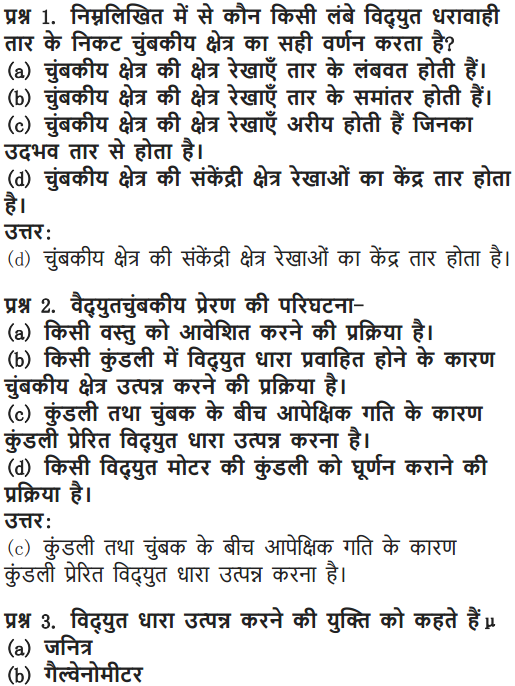 प्रश्न 1. निम्नलिखित में से कौन किसी लंबे विद्युत धरावाही
तार के निकट चुंबकीय क्षेत्र का सही वर्णन करता है?
(a) चुंबकीय क्षेत्र की क्षेत्र रेखाएँ तार के लंबवत होती हैं।
(b) चुंबकीय क्षेत्र की क्षेत्र रेखाएँ तार के समांतर होती हैं।
(c) चुंबकीय क्षेत्र की क्षेत्र रेखाएँ अरीय होती हैं जिनका
उदभव तार से होता है।
(d) चुंबकीय क्षेत्र की संकेंद्री क्षेत्र रेखाओं का केंद्र तार होता
है।
उत्तर:
(d) चुंबकीय क्षेत्र की संकेंद्री क्षेत्र रेखाओं का केंद्र तार होता है।
प्रश्न 2. वैद्युतचुंबकीय प्रेरण की परिघटना-
(a) किसी वस्तु को आवेशित करने की प्रक्रिया है।
(b) किसी कुंडली में विद्युत धारा प्रवाहित होने के कारण
चुंबकीय क्षेत्र उत्पन्न करने की प्रक्रिया है।
(c) कुंडली तथा चुंबक के बीच आपेक्षिक गति के कारण
कुंडली प्रेरित विद्युत धारा उत्पन्न करना है।
(d) किसी विद्युत मोटर की कुंडली को घूर्णन कराने की
प्रक्रिया है।
उत्तर:
(c) कुंडली तथा चुंबक के बीच आपेक्षिक गति के कारण
कुंडली प्रेरित विद्युत धारा उत्पन्न करना है।
प्रश्न 3. विद्युत धारा उत्पन्न करने की युक्ति को कहते हैं μ
(a) जनित्र
(b) गैल्वेनोमीटर